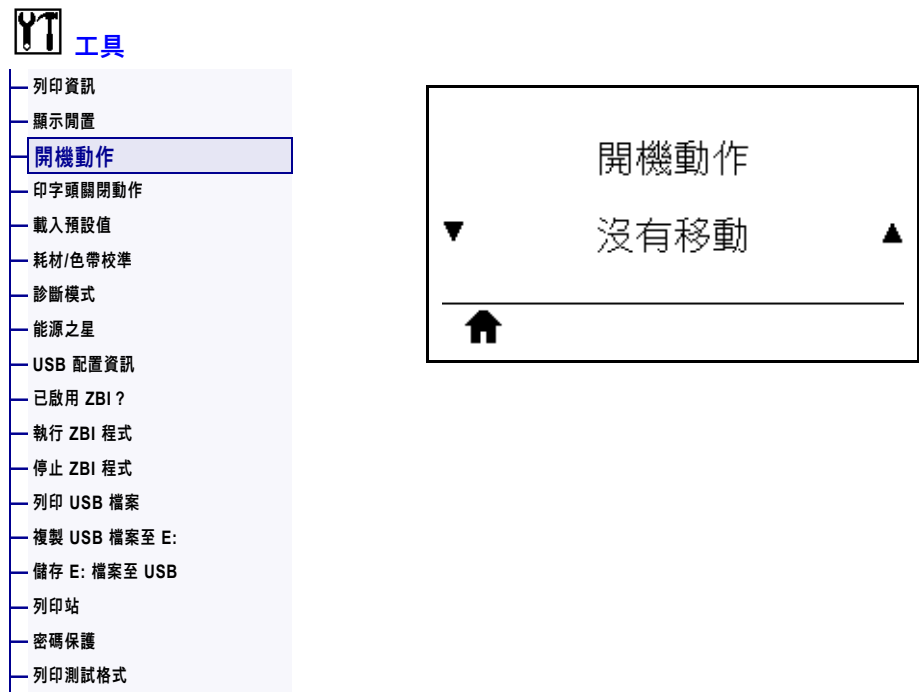 工具
列印資訊
顯示閒置
開機動作
印字頭關閉動作
載入預設值
耗材/色帶校準
診斷模式
能源之星
USB 配置資訊
已啟用 ZBI？
執行 ZBI 程式
停止 ZBI 程式
列印 USB 檔案
複製 USB 檔案至 E:
儲存 E: 檔案至 USB
列印站
密碼保護
列印測試格式
開機動作
沒有移動